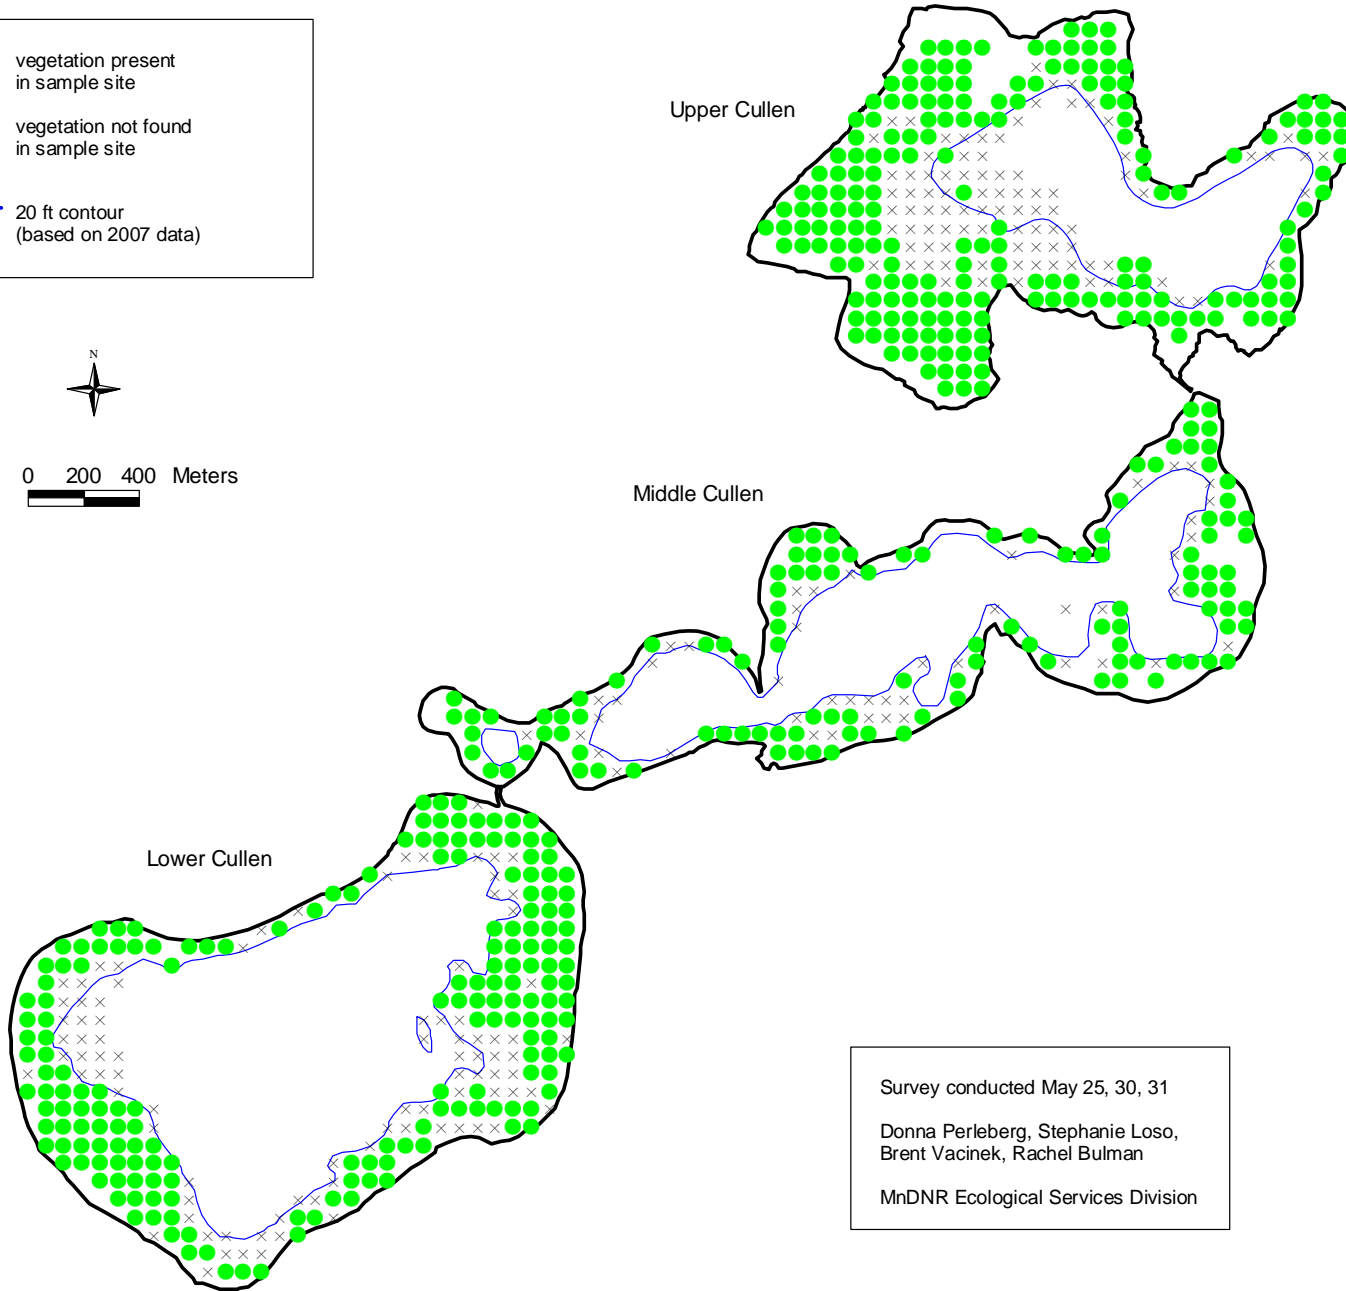 vegetation present
in sample site
vegetation not found
in sample site
20 ft contour
(based on 2007 data)
Upper Cullen
N
0 200 400 Meters
Middle Cullen
Lower Cullen
Survey conducted May 25, 30, 31
Donna Perleberg, Stephanie Loso,
Brent Vacinek, Rachel Bulman
MnDNR Ecological Services Division